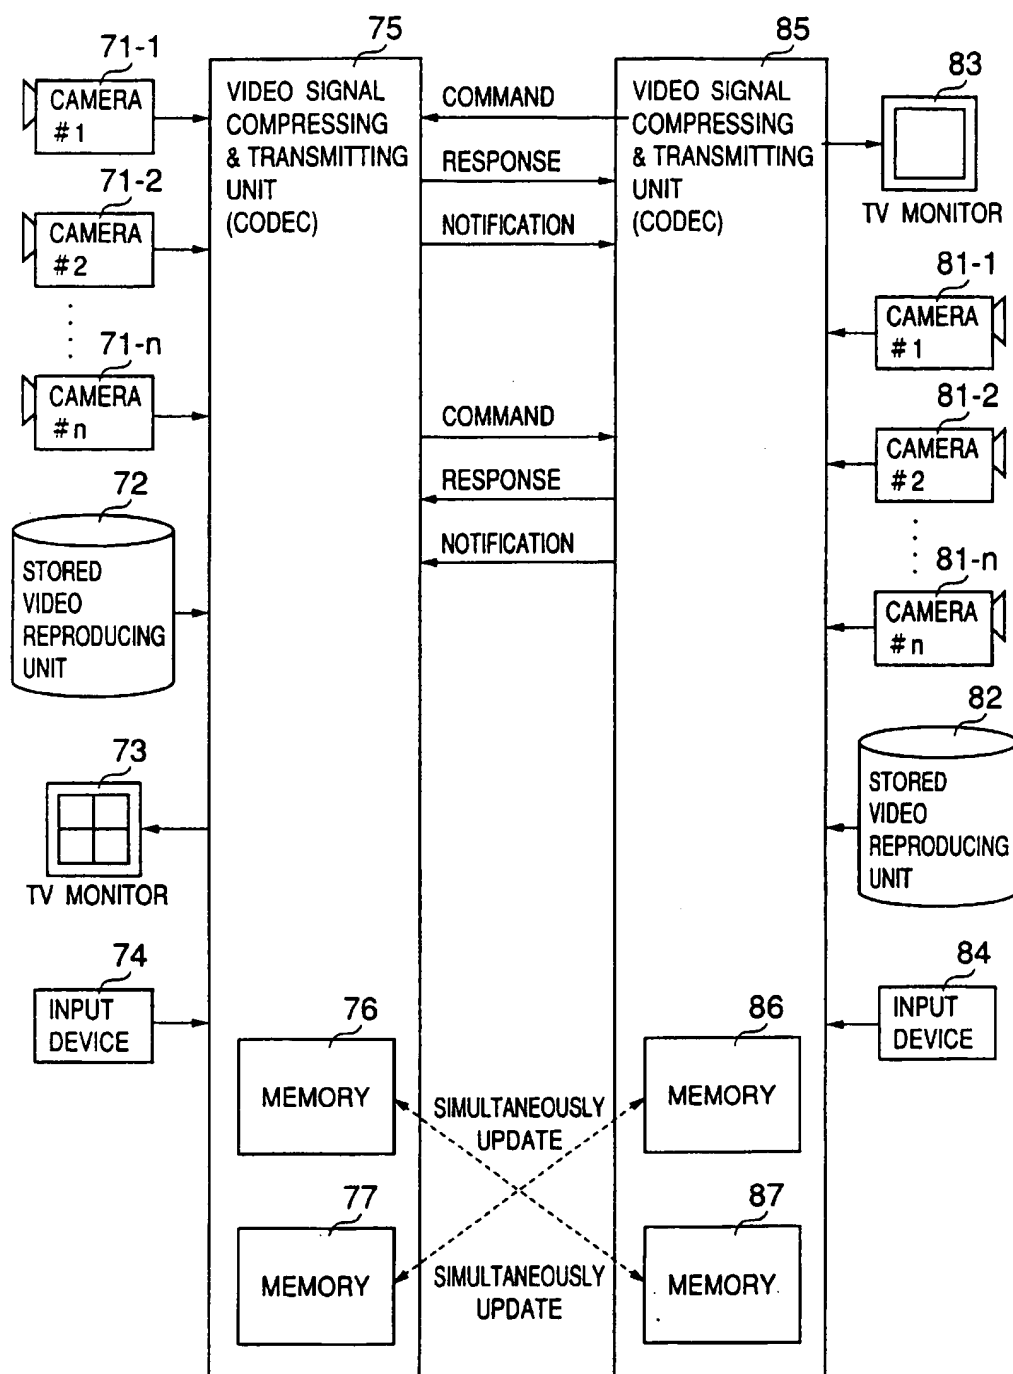 75
85
71-1
CAMERA
#1
71-2
CAMERA
#2
71-n
CAMERA
#n
72
STORED
VIDEO
REPRODUCING
UNIT
73
TV MONITOR
74
INPUT
DEVICE
VIDEO SIGNAL
COMPRESSING
& TRANSMITTING
UNIT
(CODEC)
76
MEMORY
77
MEMORY
COMMAND
RESPONSE
NOTIFICATION
COMMAND
RESPONSE
NOTIFICATION
SIMULTANEOUSLY
UPDATE
SIMULTANEOUSLY
UPDATE
VIDEO SIGNAL
COMPRESSING
& TRANSMITTING
UNIT
(CODEC)
86
MEMORY
87
MEMORY
83
TV MONITOR
81-1
CAMERA
#1
81-2
CAMERA
#2
81-n
CAMERA
#n
82
STORED
VIDEO
REPRODUCING
UNIT
84
INPUT
DEVICE